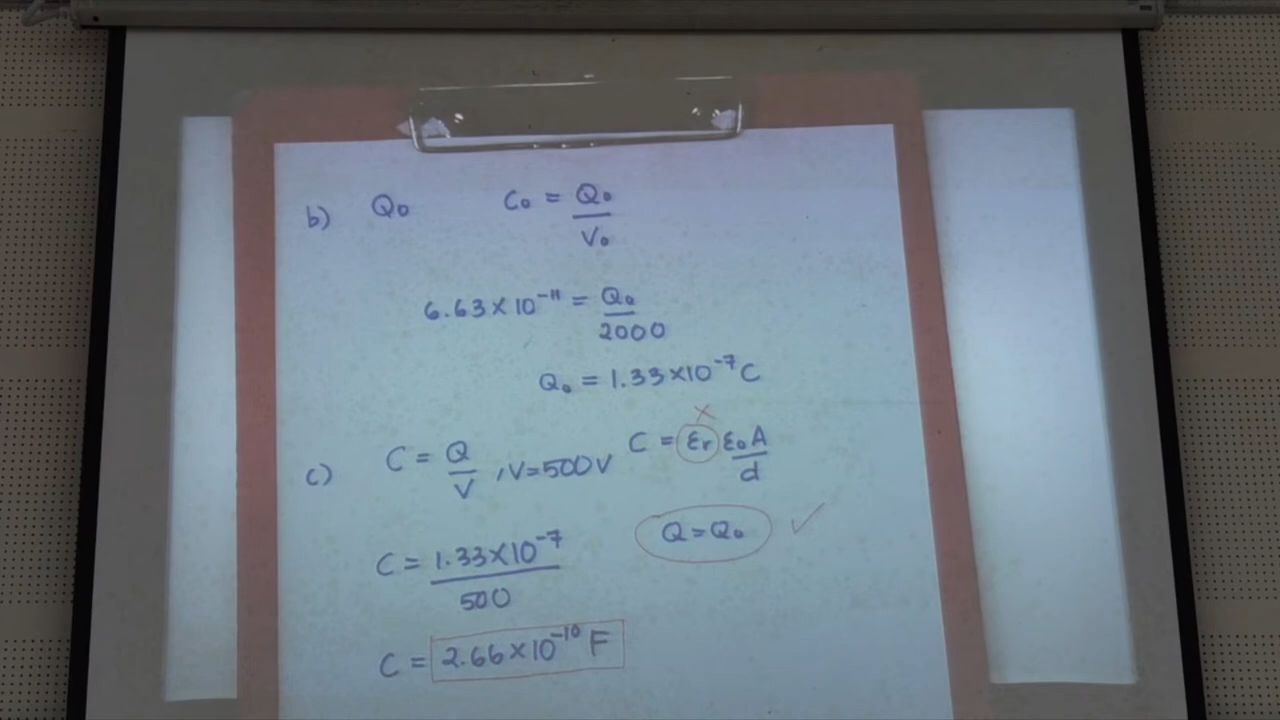 b) Q₀ C₀ = Q₀/V₀
6.63×10⁻¹¹ = Q₀/2000
Q₀ = 1.33×10⁻⁷ C
×
c) C = Q/V , V=500V C = εᵣ ε₀A/d
Q=Q₀ ✓
C = 1.33×10⁻⁷/500
C = 2.66×10⁻¹⁰ F